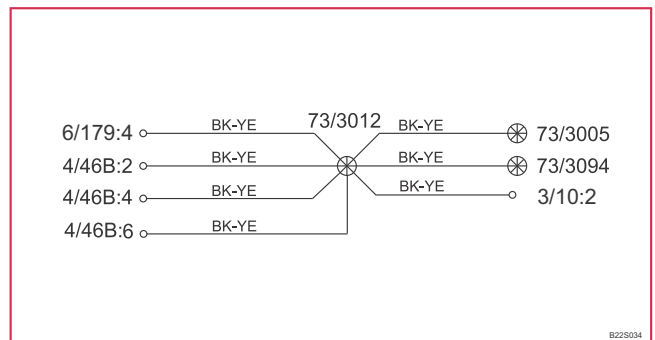 73/3012
6/179:4 BK-YE BK-YE 73/3005
4/46B:2 BK-YE BK-YE 73/3094
4/46B:4 BK-YE BK-YE 3/10:2
4/46B:6 BK-YE
B22S034